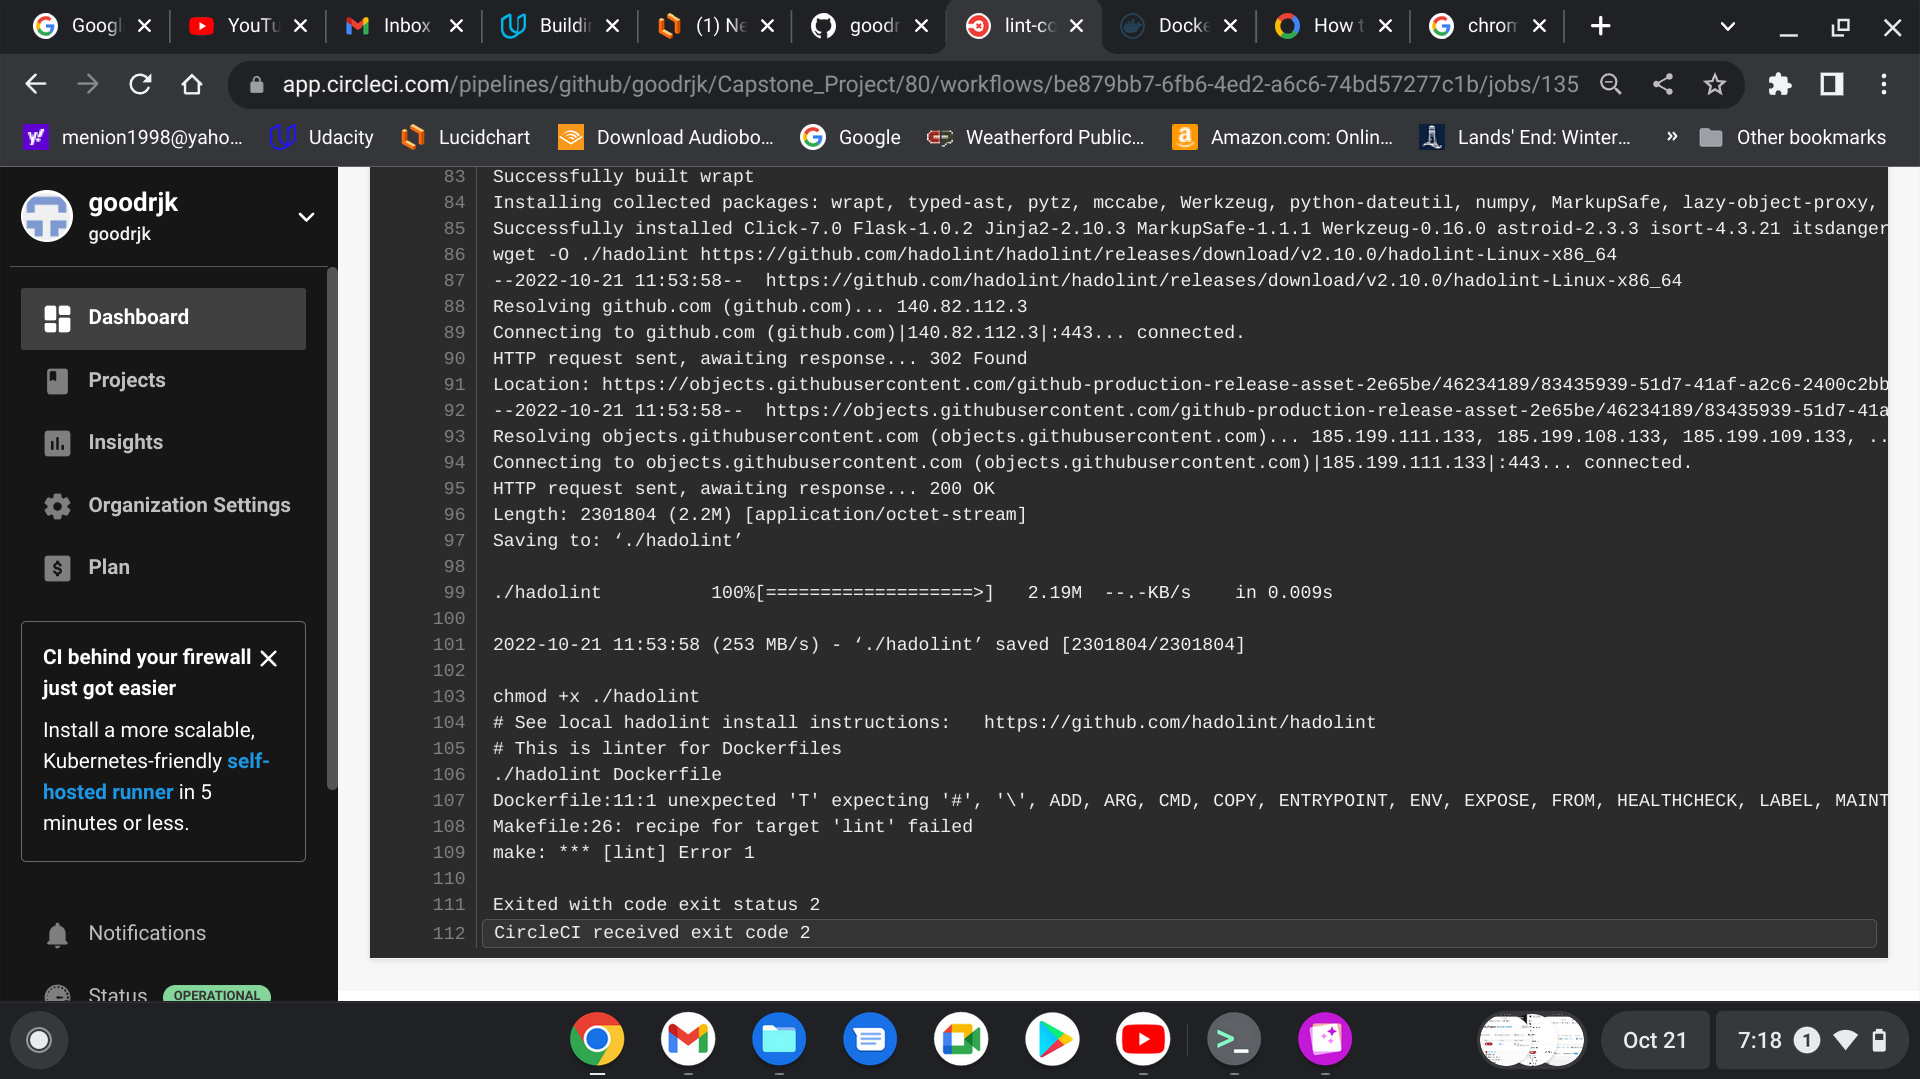 Googl
YouTu
Inbox
Buildi
(1) Ne
goodr
lint-co
Docke
How t
chrom
app.circleci.com/pipelines/github/goodrjk/Capstone_Project/80/workflows/be879bb7-6fb6-4ed2-a6c6-74bd57277c1b/jobs/135
menion1998@yaho...
Udacity
Lucidchart
Download Audiobo...
Google
Weatherford Public...
Amazon.com: Onlin...
Lands' End: Winter...
»
Other bookmarks
goodrjk
goodrjk
Dashboard
Projects
Insights
Organization Settings
Plan
CI behind your firewall
just got easier
Install a more scalable,
Kubernetes-friendly self-
hosted runner in 5
minutes or less.
Notifications
Status OPERATIONAL
83 Successfully built wrapt
84 Installing collected packages: wrapt, typed-ast, pytz, mccabe, Werkzeug, python-dateutil, numpy, MarkupSafe, lazy-object-proxy,
85 Successfully installed Click-7.0 Flask-1.0.2 Jinja2-2.10.3 MarkupSafe-1.1.1 Werkzeug-0.16.0 astroid-2.3.3 isort-4.3.21 itsdanger
86 wget -O ./hadolint https://github.com/hadolint/hadolint/releases/download/v2.10.0/hadolint-Linux-x86_64
87 --2022-10-21 11:53:58--  https://github.com/hadolint/hadolint/releases/download/v2.10.0/hadolint-Linux-x86_64
88 Resolving github.com (github.com)... 140.82.112.3
89 Connecting to github.com (github.com)|140.82.112.3|:443... connected.
90 HTTP request sent, awaiting response... 302 Found
91 Location: https://objects.githubusercontent.com/github-production-release-asset-2e65be/46234189/83435939-51d7-41af-a2c6-2400c2bb
92 --2022-10-21 11:53:58--  https://objects.githubusercontent.com/github-production-release-asset-2e65be/46234189/83435939-51d7-41a
93 Resolving objects.githubusercontent.com (objects.githubusercontent.com)... 185.199.111.133, 185.199.108.133, 185.199.109.133, ..
94 Connecting to objects.githubusercontent.com (objects.githubusercontent.com)|185.199.111.133|:443... connected.
95 HTTP request sent, awaiting response... 200 OK
96 Length: 2301804 (2.2M) [application/octet-stream]
97 Saving to: ‘./hadolint’
98
99 ./hadolint          100%[===================>]   2.19M  --.-KB/s    in 0.009s
100
101 2022-10-21 11:53:58 (253 MB/s) - ‘./hadolint’ saved [2301804/2301804]
102
103 chmod +x ./hadolint
104 # See local hadolint install instructions:   https://github.com/hadolint/hadolint
105 # This is linter for Dockerfiles
106 ./hadolint Dockerfile
107 Dockerfile:11:1 unexpected 'T' expecting '#', '\', ADD, ARG, CMD, COPY, ENTRYPOINT, ENV, EXPOSE, FROM, HEALTHCHECK, LABEL, MAINT
108 Makefile:26: recipe for target 'lint' failed
109 make: *** [lint] Error 1
110
111 Exited with code exit status 2
112 CircleCI received exit code 2
Oct 21
7:18
1